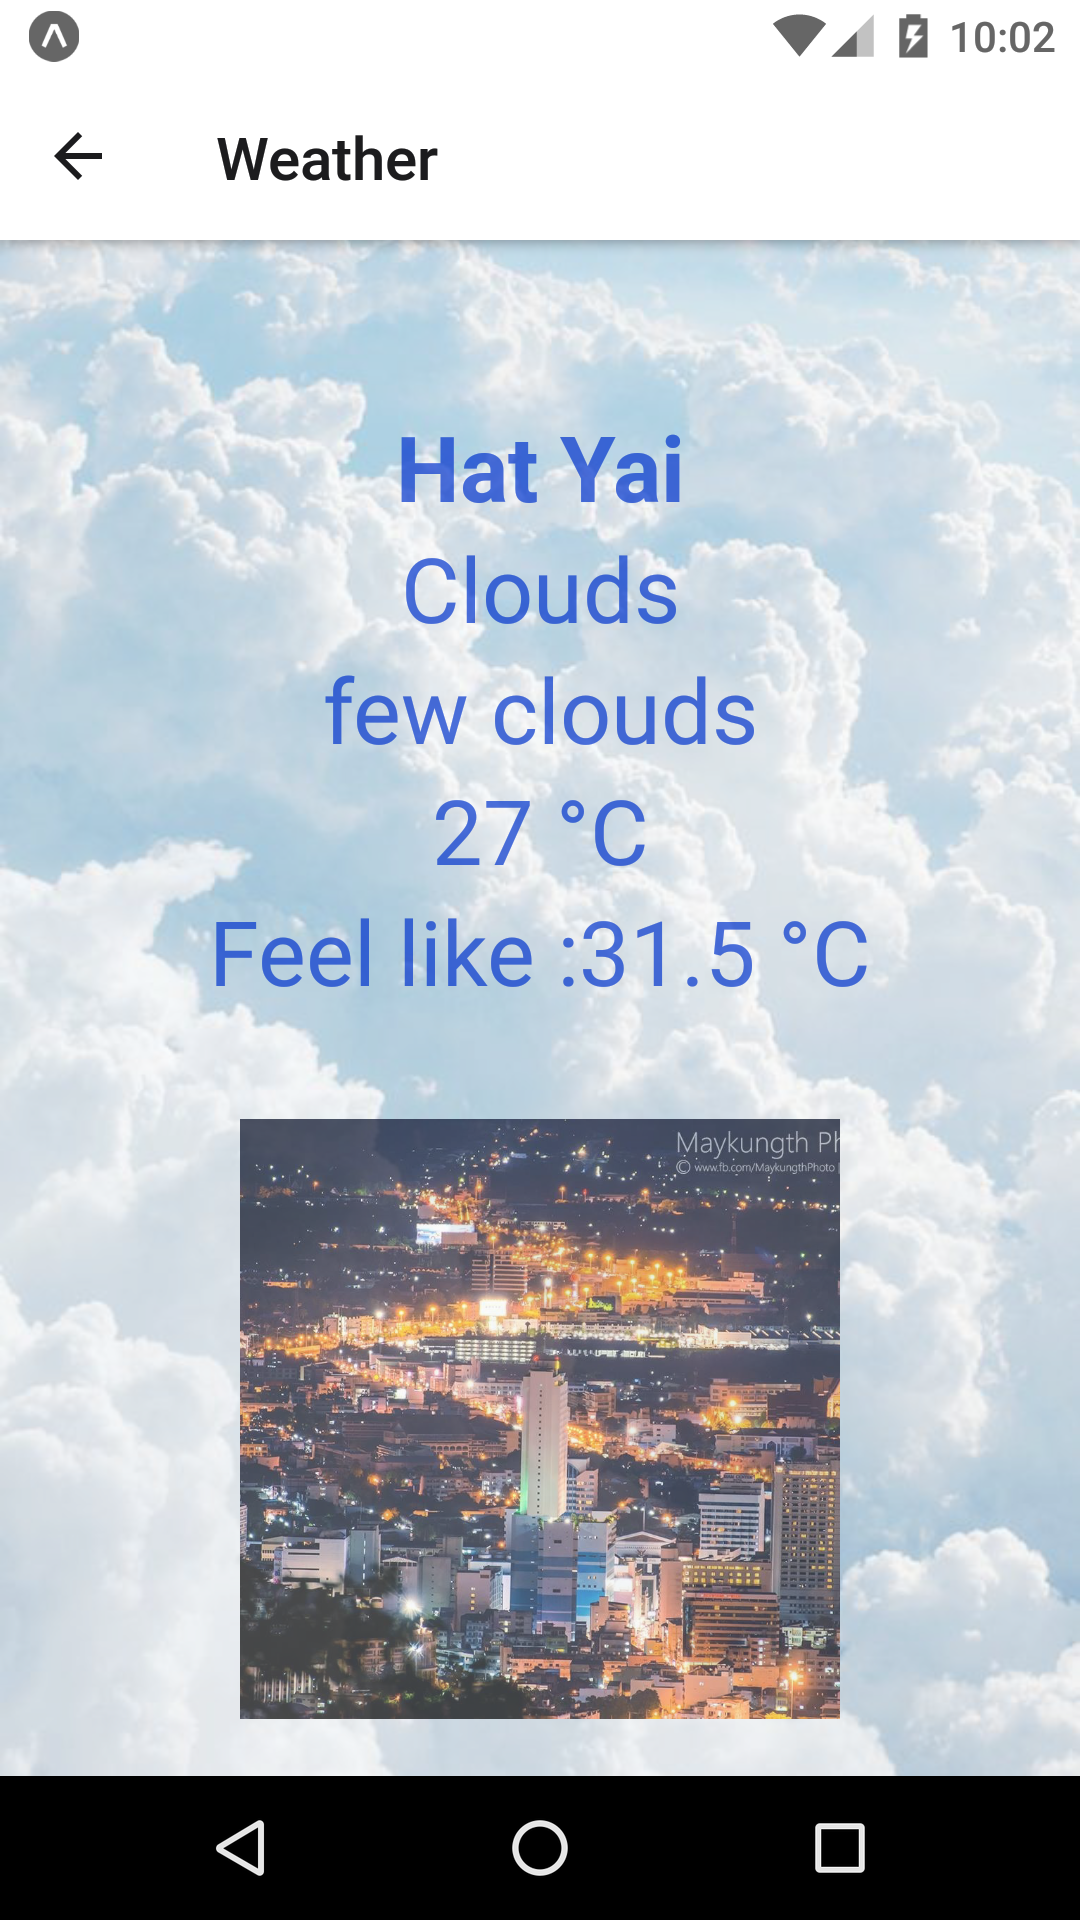 10:02
Weather
Hat Yai
Clouds
few clouds
27 °C
Feel like :31.5 °C
Maykungth Ph
© www.fb.com/MaykungthPhoto